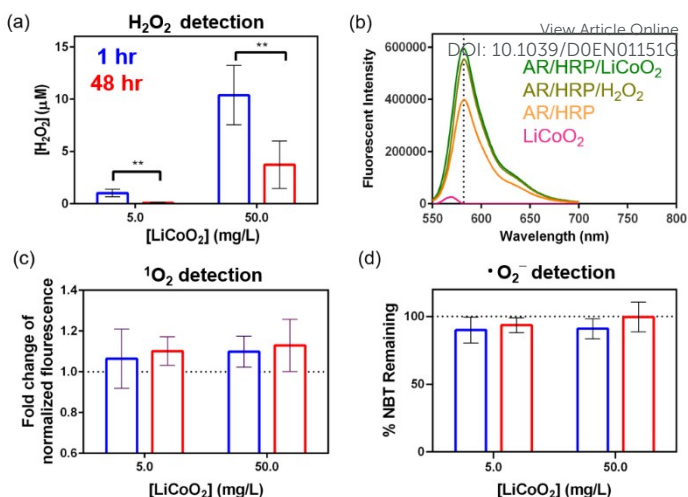 (a)
H2O2 detection
1 hr
48 hr
**
**
[H2O2] (μM)
15
10
5
0
5.0
50.0
[LiCoO2] (mg/L)
(b)
View Article Online
DOI: 10.1039/D0EN01151G
AR/HRP/LiCoO2
AR/HRP/H2O2
AR/HRP
LiCoO2
Fluorescent Intensity
600000
400000
200000
0
550
600
650
700
750
800
Wavelength (nm)
(c)
¹O2 detection
Fold change of
normalized flourescence
1.4
1.2
1.0
0.8
0.6
5.0
50.0
[LiCoO2] (mg/L)
(d)
•O2⁻ detection
% NBT Remaining
100
50
0
5.0
50.0
[LiCoO2] (mg/L)